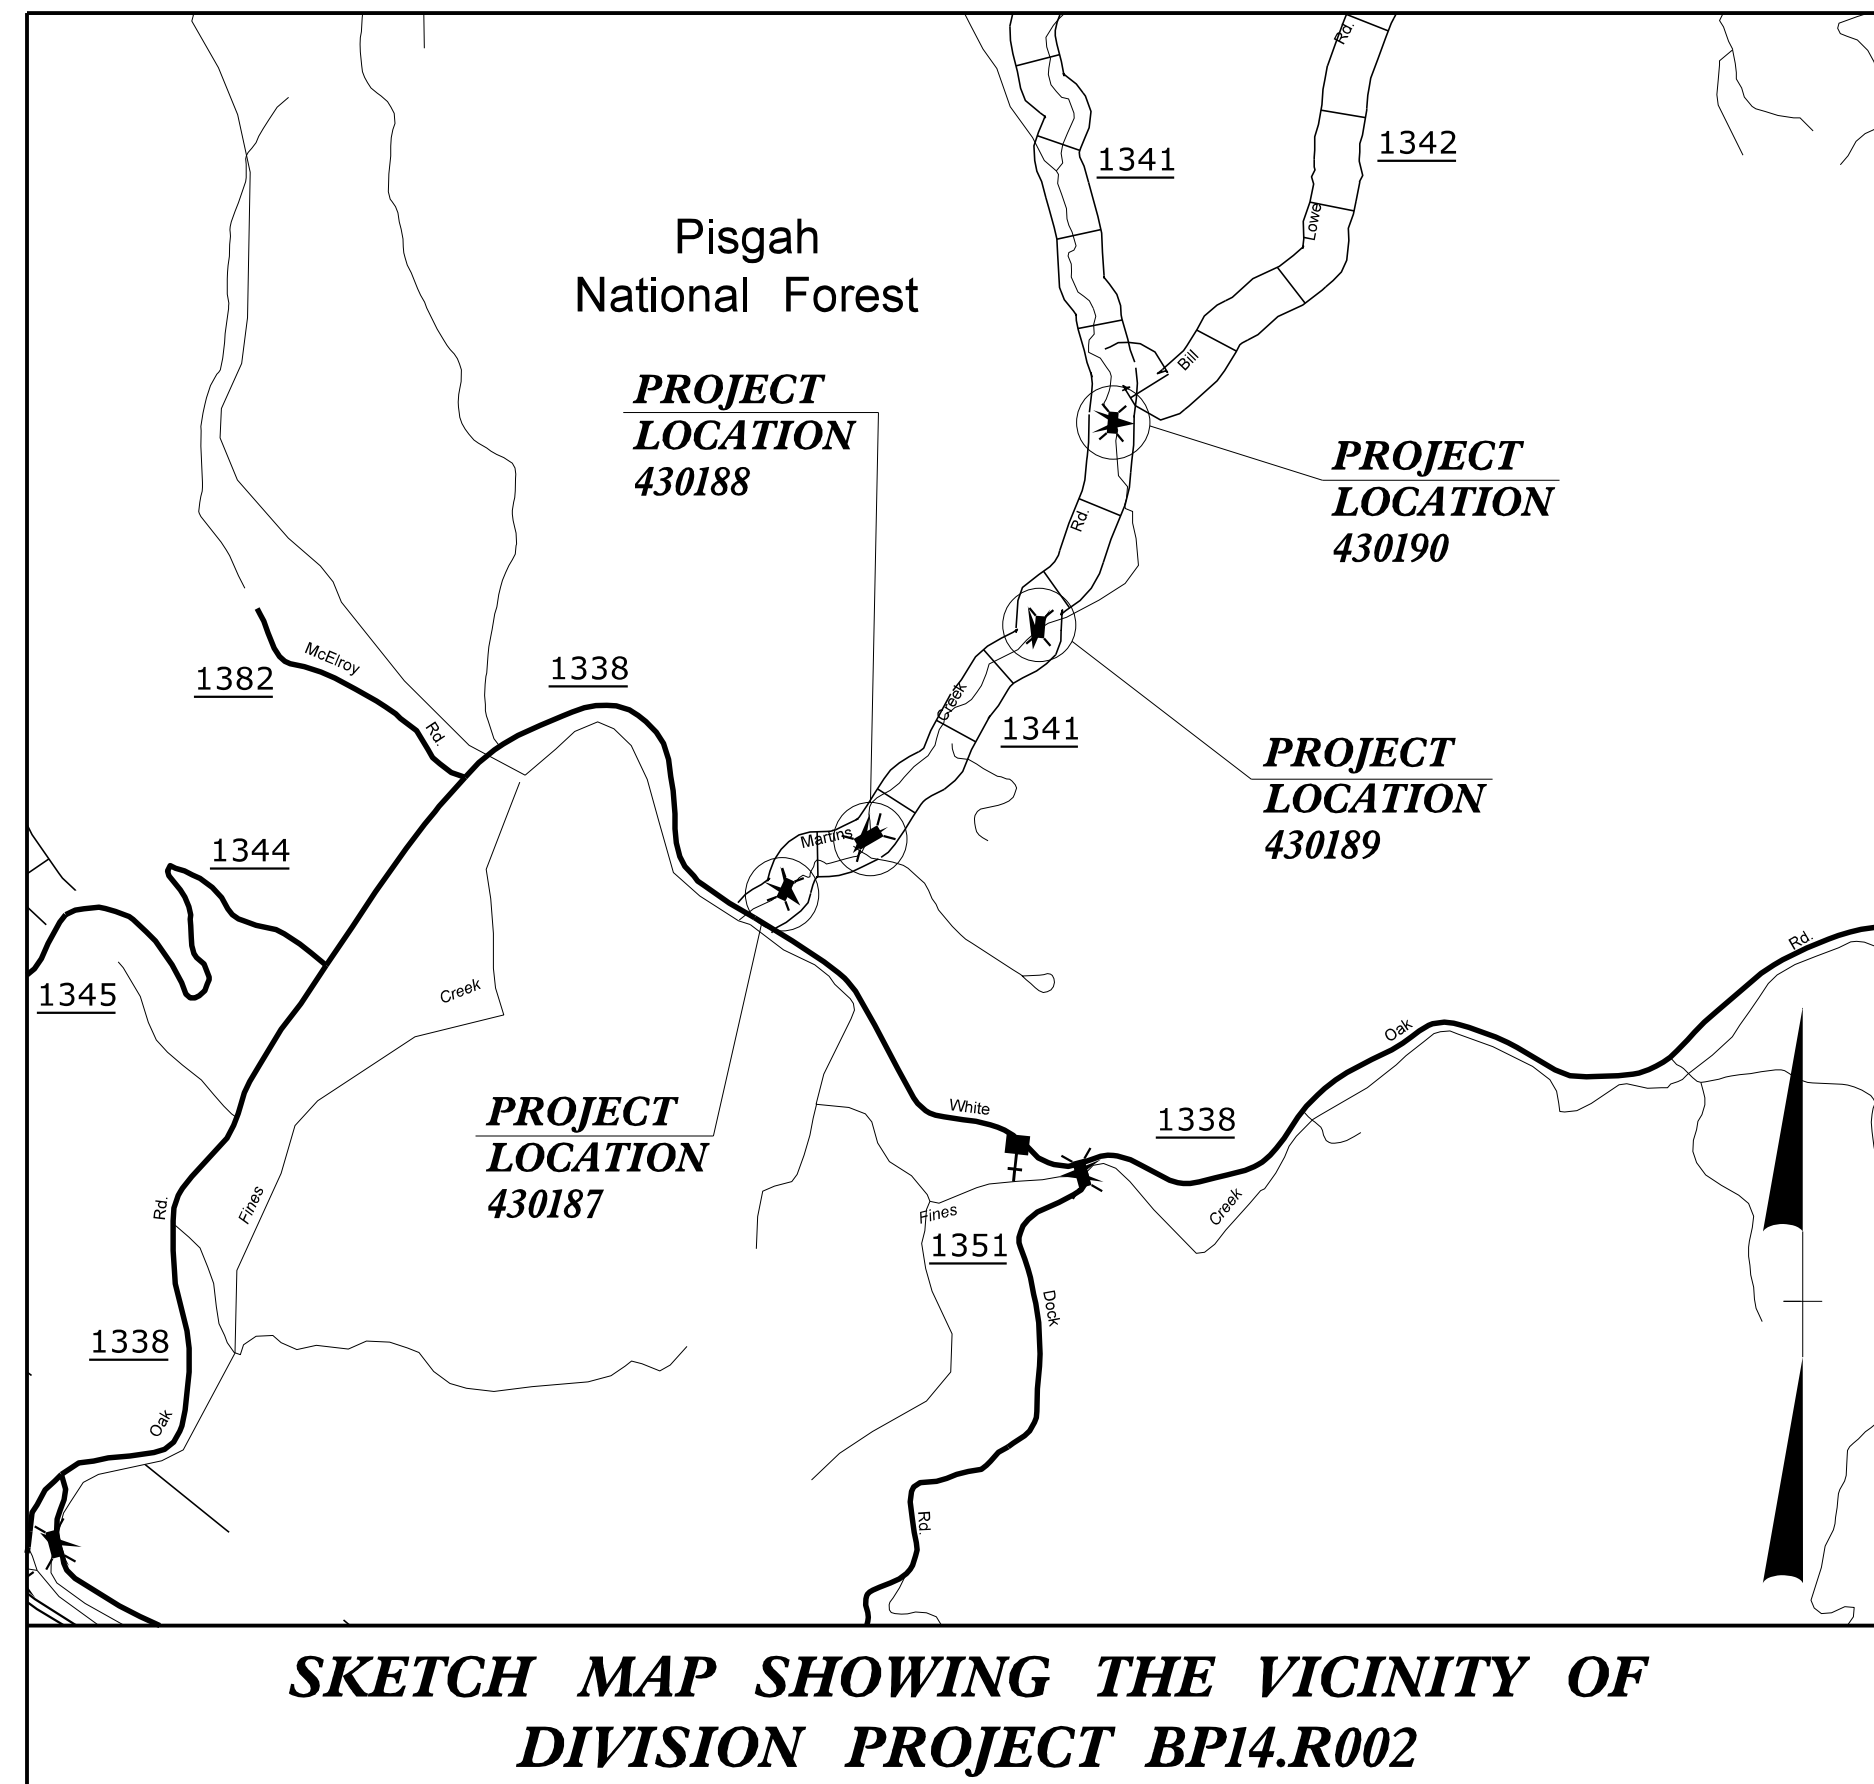 Rd.
1341
1342
Pisgah
National Forest
Lowe
Bill
PROJECT
LOCATION
430188
PROJECT
LOCATION
430190
Rd.
McElroy
1382
1338
Rd.
Creek
1341
PROJECT
LOCATION
430189
Martins
1344
1345
Creek
Rd.
Oak
PROJECT
LOCATION
430187
White
1338
Rd.
Fines
Fines
Creek
1351
Dock
1338
Oak
Rd.
SKETCH MAP SHOWING THE VICINITY OF
DIVISION PROJECT BP14.R002